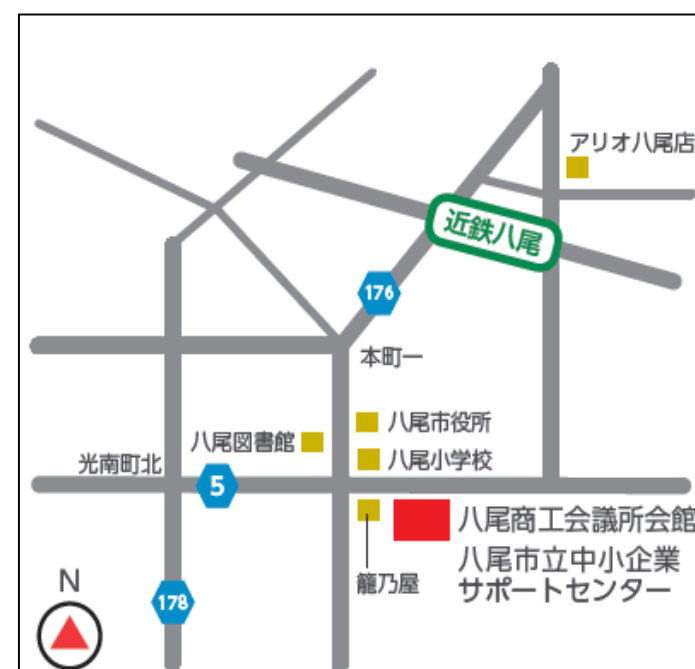 アリオ八尾店
近鉄八尾
176
本町一
八尾市役所
八尾図書館
八尾小学校
光南町北
5
八尾商工会議所会館
八尾市立中小企業
サポートセンター
籠乃屋
N
178